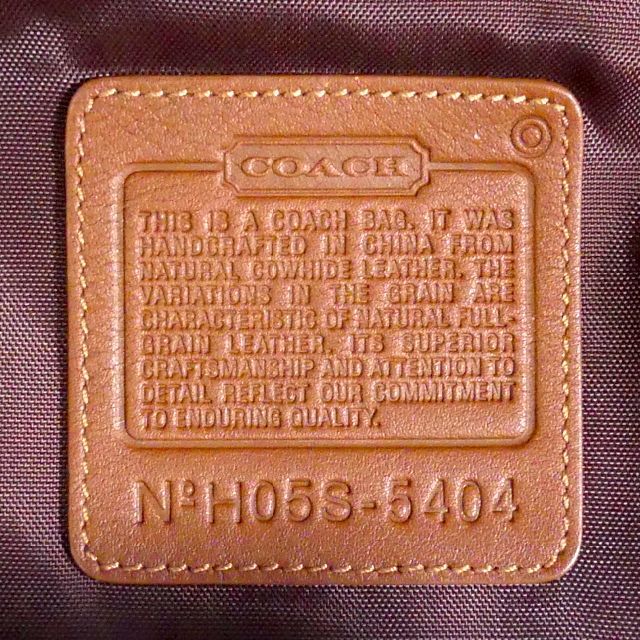 COACH
THIS IS A COACH BAG. IT WAS
HANDCRAFTED IN CHINA FROM
NATURAL COWHIDE LEATHER. THE
VARIATIONS IN THE GRAIN ARE
CHARACTERISTIC OF NATURAL FULL-
GRAIN LEATHER. ITS SUPERIOR
CRAFTSMANSHIP AND ATTENTION TO
DETAIL REFLECT OUR COMMITMENT
TO ENDURING QUALITY.
Nº H05S-5404